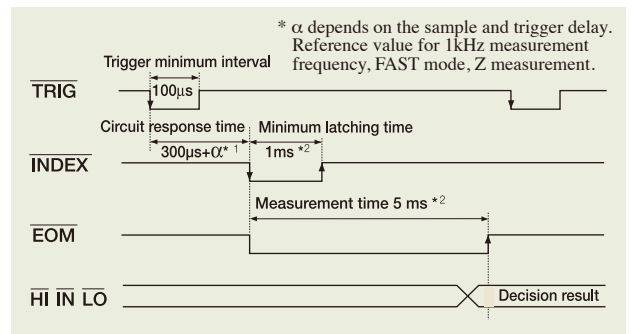 * α depends on the sample and trigger delay.
Reference value for 1kHz measurement
frequency, FAST mode, Z measurement.
Trigger minimum interval
TRIG
100µs
Circuit response time
Minimum latching time
300µs+α* 1
1ms *2
INDEX
Measurement time 5 ms *2
EOM
HI IN LO
Decision result